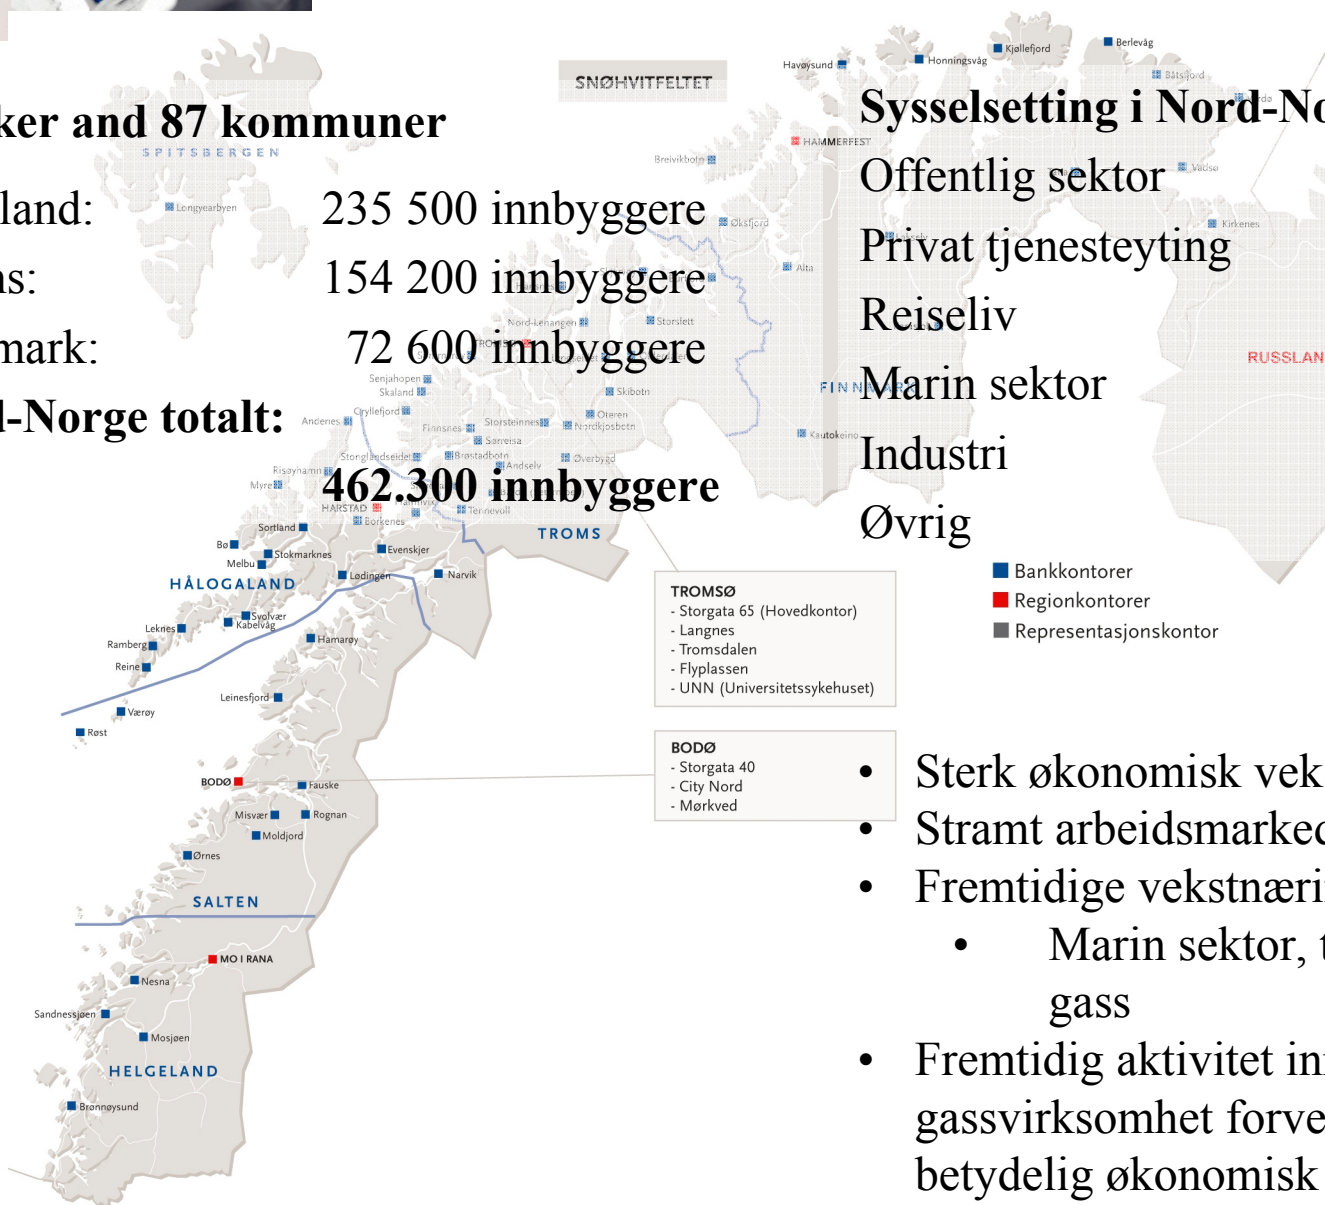 ker and 87 kommuner
land: 235 500 innbyggere
ns: 154 200 innbyggere
mark: 72 600 innbyggere
d-Norge totalt:
462.300 innbyggere
Sysselsetting i Nord-No
Offentlig sektor
Privat tjenesteyting
Reiseliv
Marin sektor
Industri
Øvrig
Bankkontorer
Regionkontorer
Representasjonskontor
• Sterk økonomisk vek
• Stramt arbeidsmarked
• Fremtidige vekstnæri
• Marin sektor, t
gass
• Fremtidig aktivitet in
gassvirksomhet forve
betydelig økonomisk
SNØHVITFELTET
SPITSBERGEN
Longyearbyen
Havøysund
Honningsvåg
Kjøllefjord
Berlevåg
Båtsfjord
Vadsø
Kirkenes
HAMMERFEST
Breivikbotn
Øksfjord
Alta
Kautokeino
FINNMARK
RUSSLAN
Nord-Lenangen
Storslett
TROMSØ
Senjahopen
Skaland
Skibotn
Gryllefjord
Andenes
Finnsnes
Storsteinnes
Oteren
Nordkjosbotn
Sørreisa
Stonglandseidet
Brøstadbotn
Andselv
Øverbygd
Risøyhamn
Myre
HARSTAD
Borkenes
Tennevoll
TROMS
Sortland
Bø
Stokmarknes
Melbu
Evenskjer
Lødingen
Narvik
HÅLOGALAND
Svolvær
Kabelvåg
Leknes
Ramberg
Reine
Hamarøy
Leinesfjord
Værøy
Røst
TROMSØ
- Storgata 65 (Hovedkontor)
- Langnes
- Tromsdalen
- Flyplassen
- UNN (Universitetssykehuset)
BODØ
- Storgata 40
- City Nord
- Mørkved
BODØ
Fauske
Misvær
Rognan
Moldjord
Ørnes
SALTEN
MO I RANA
Nesna
Sandnessjøen
Mosjøen
HELGELAND
Brønnøysund